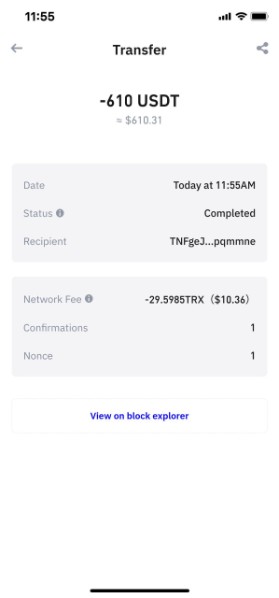 11:55
Transfer
-610 USDT
≈ $610.31
Date Today at 11:55AM
Status Completed
Recipient TNFgeJ...pqmmne
Network Fee -29.5985TRX ($10.36)
Confirmations 1
Nonce 1
View on block explorer